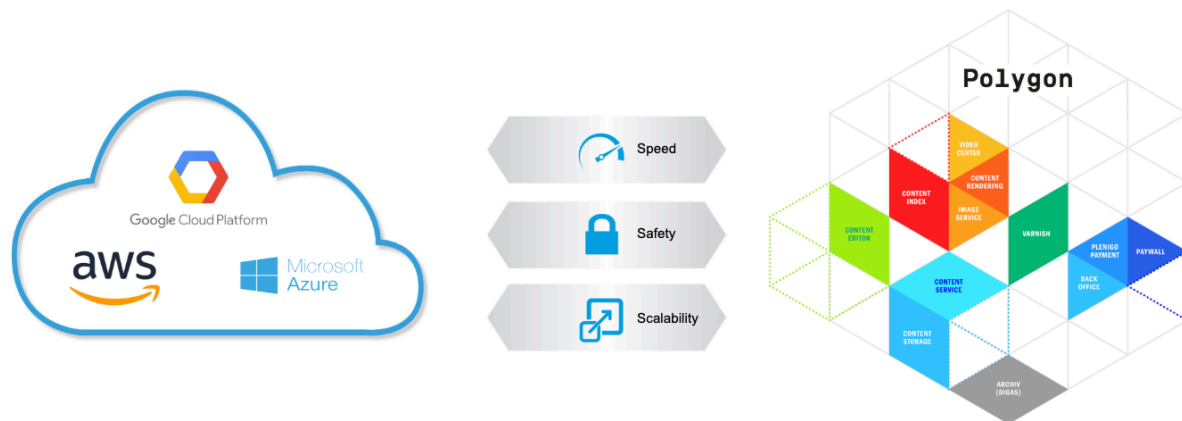 Google Cloud Platform
aws
Microsoft
Azure
Speed
Safety
Scalability
Polygon
VIDEO
CENTER
CONTENT
RENDERING
CONTENT
INDEX
IMAGE
SERVICE
CONTENT
EDITOR
VARNISH
PLENIGO
PAYMENT
PAYWALL
BACK
OFFICE
CONTENT
SERVICE
CONTENT
STORAGE
ARCHIV
(DIGAS)